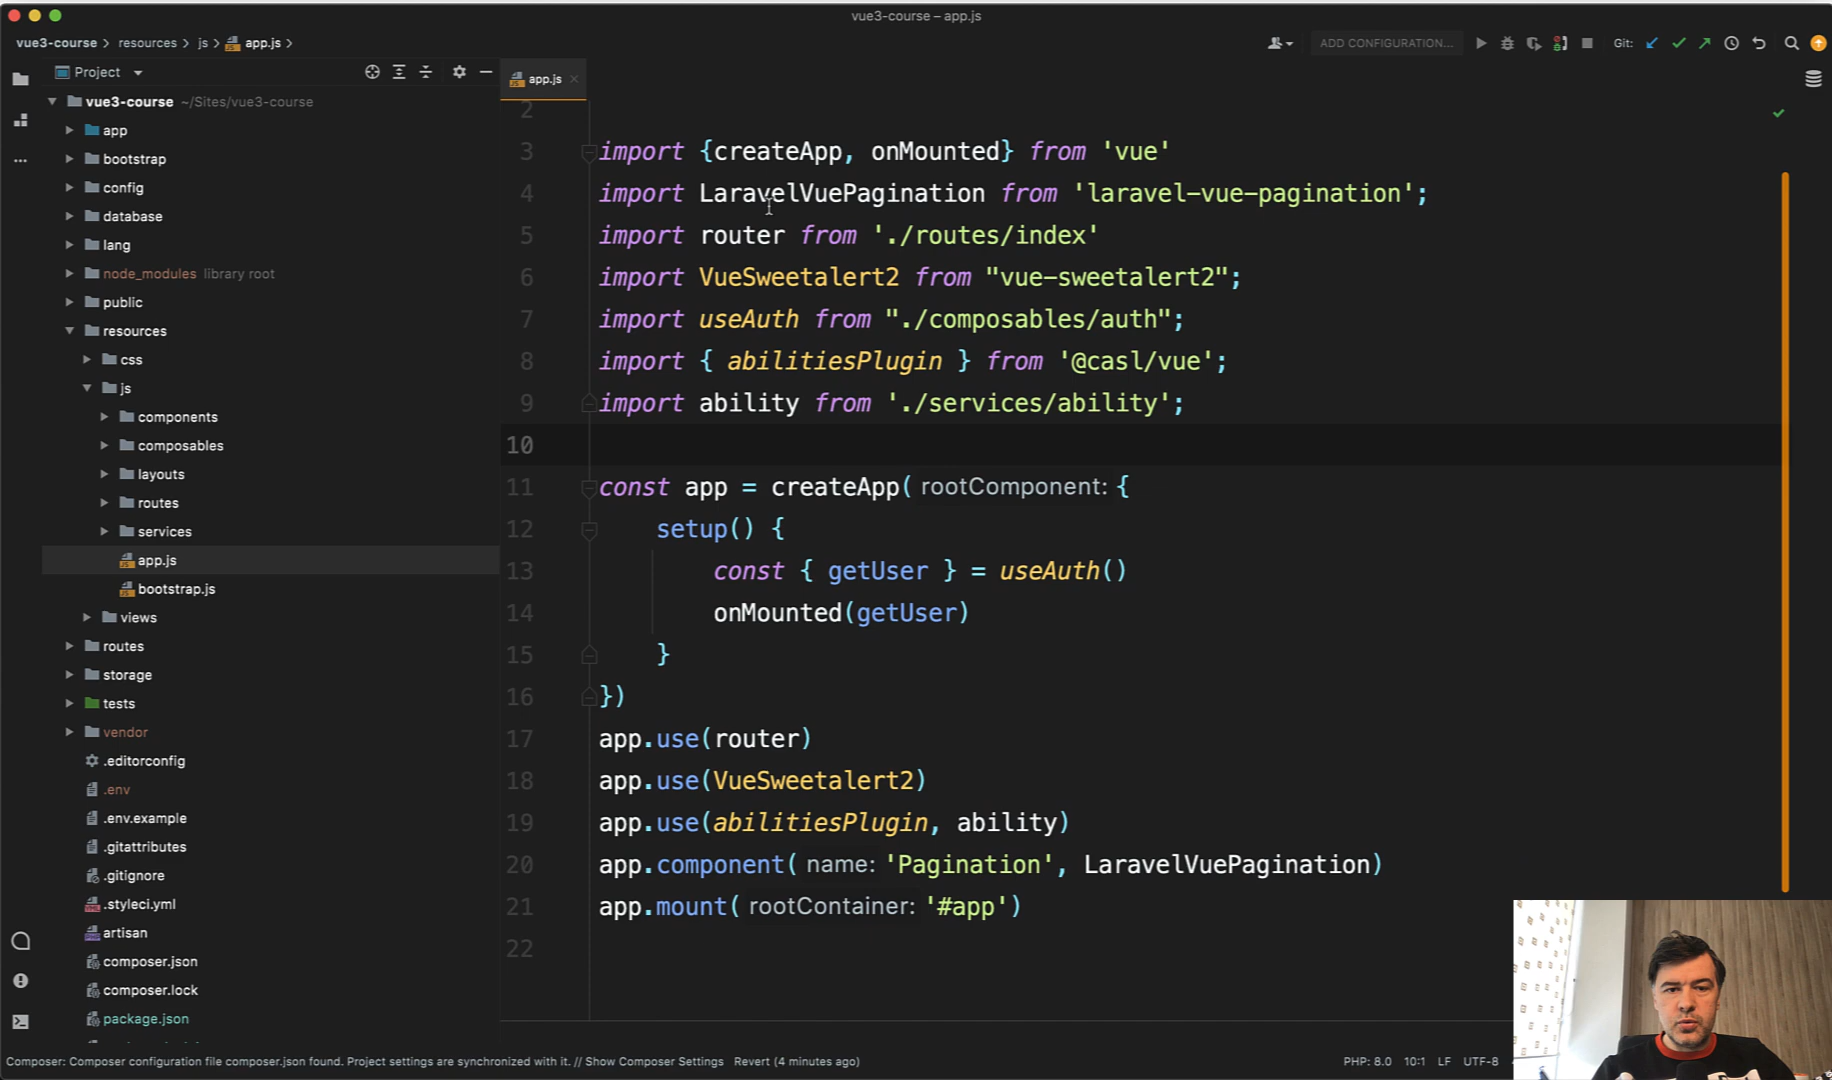 vue3-course – app.js
vue3-course resources js app.js
ADD CONFIGURATION...
Git:
Project
app.js
vue3-course ~/Sites/vue3-course
app
bootstrap
config
database
lang
node_modules library root
public
resources
css
js
components
composables
layouts
routes
services
app.js
bootstrap.js
views
routes
storage
tests
vendor
.editorconfig
.env
.env.example
.gitattributes
.gitignore
.styleci.yml
artisan
composer.json
composer.lock
package.json
2
3 import {createApp, onMounted} from 'vue'
4 import LaravelVuePagination from 'laravel-vue-pagination';
5 import router from './routes/index'
6 import VueSweetalert2 from "vue-sweetalert2";
7 import useAuth from "./composables/auth";
8 import { abilitiesPlugin } from '@casl/vue';
9 import ability from './services/ability';
10
11 const app = createApp( rootComponent: {
12 setup() {
13 const { getUser } = useAuth()
14 onMounted(getUser)
15 }
16 })
17 app.use(router)
18 app.use(VueSweetalert2)
19 app.use(abilitiesPlugin, ability)
20 app.component( name: 'Pagination', LaravelVuePagination)
21 app.mount( rootContainer: '#app')
22
Composer: Composer configuration file composer.json found. Project settings are synchronized with it. // Show Composer Settings Revert (4 minutes ago)
PHP: 8.0 10:1 LF UTF-8